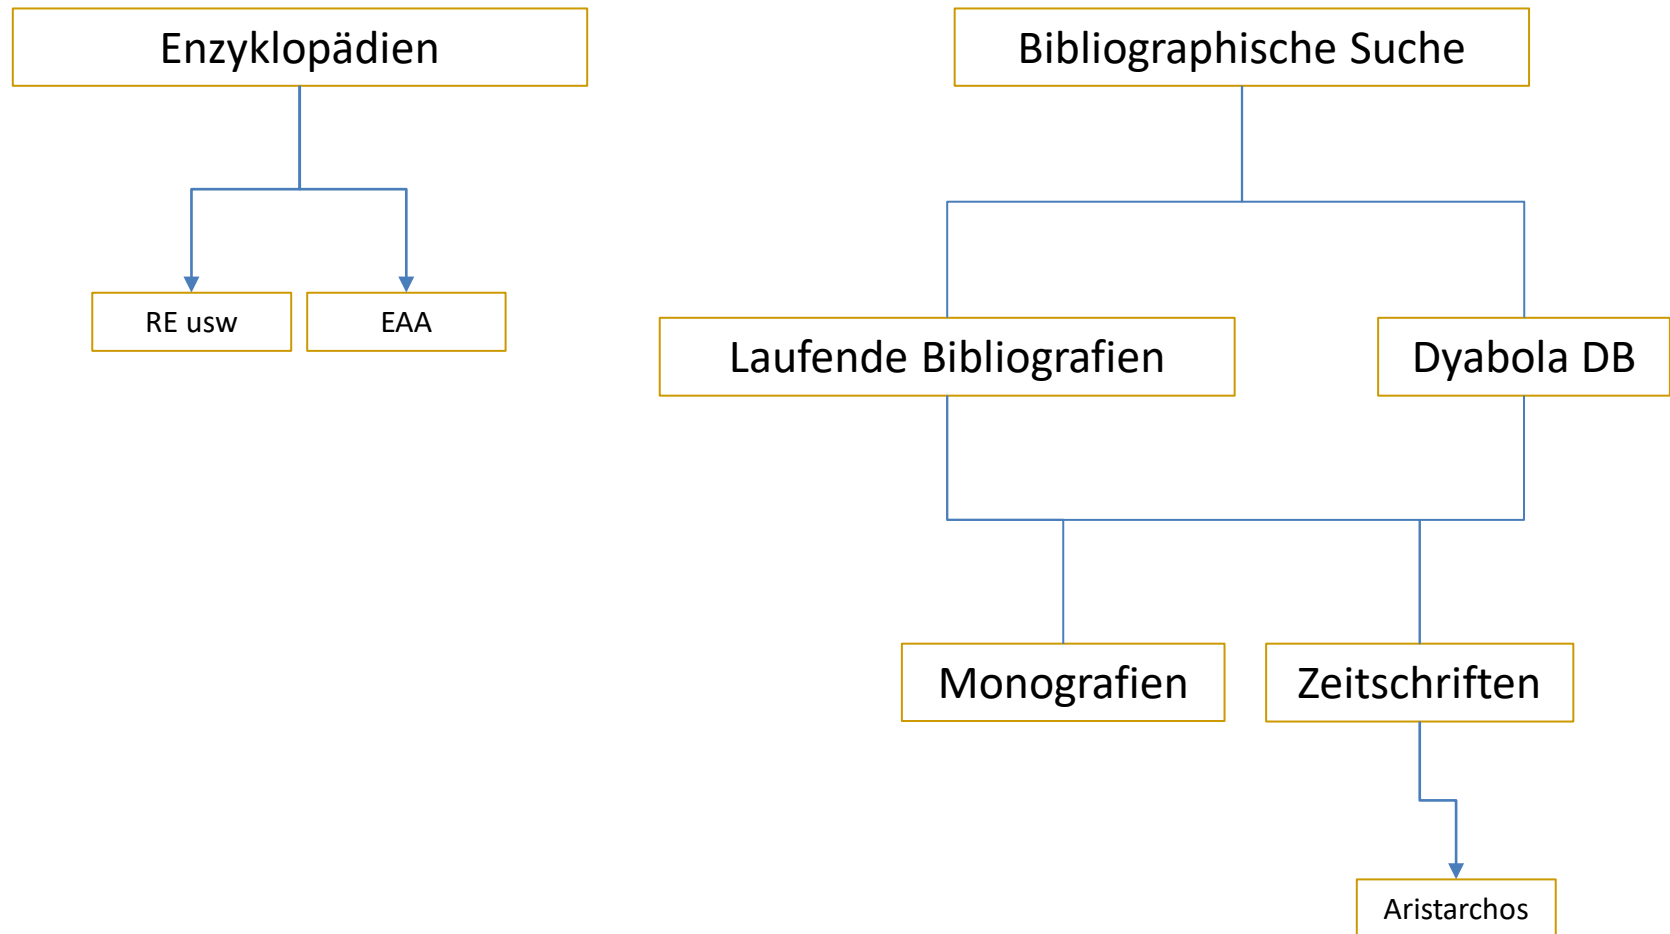 Enzyklopädien
Bibliographische Suche
RE usw
EAA
Laufende Bibliografien
Dyabola DB
Monografien
Zeitschriften
Aristarchos